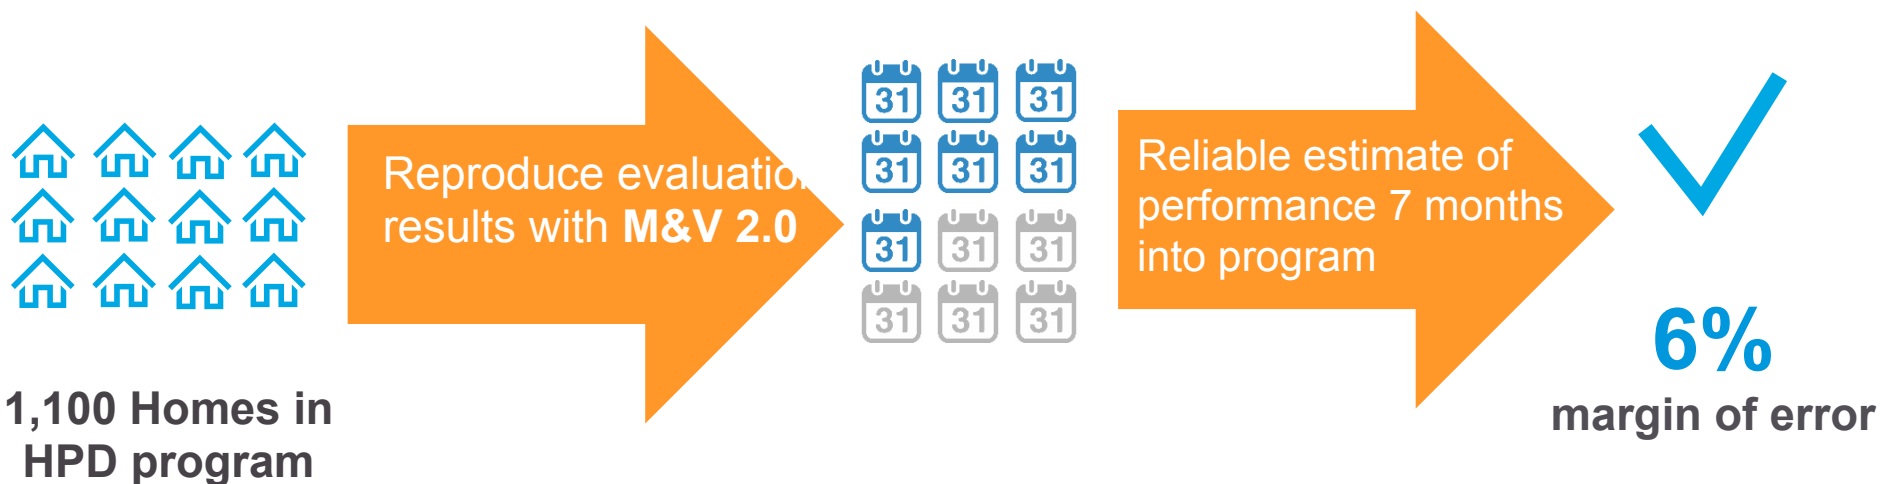 1,100 Homes in
HPD program
Reproduce evaluation
results with M&V 2.0
31 31 31
31 31 31
31 31 31
31 31 31
Reliable estimate of
performance 7 months
into program
6%
margin of error